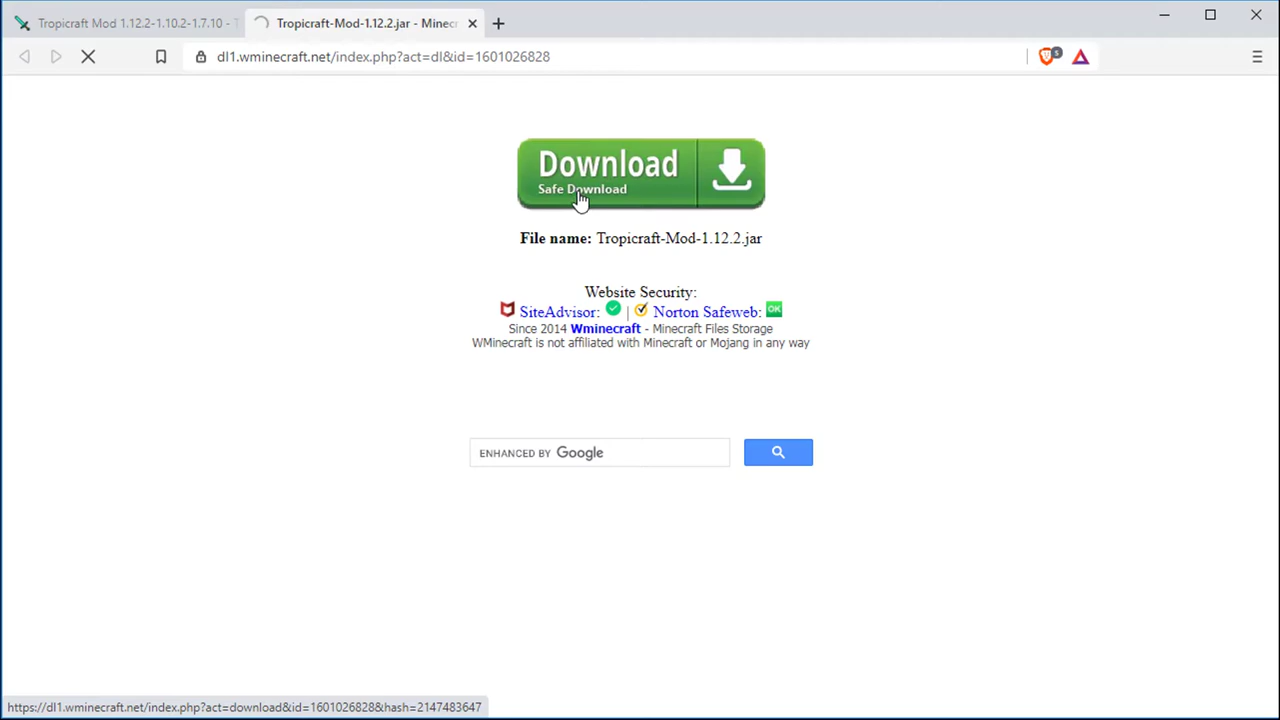 Tropicraft Mod 1.12.2-1.10.2-1.7.10 - T
Tropicraft-Mod-1.12.2.jar - Minecr
dl1.wminecraft.net/index.php?act=dl&id=1601026828
5
Download
Safe Download
File name: Tropicraft-Mod-1.12.2.jar
Website Security:
SiteAdvisor: | Norton Safeweb: OK
Since 2014 Wminecraft - Minecraft Files Storage
WMinecraft is not affiliated with Minecraft or Mojang in any way
ENHANCED BY Google
https://dl1.wminecraft.net/index.php?act=download&id=1601026828&hash=2147483647